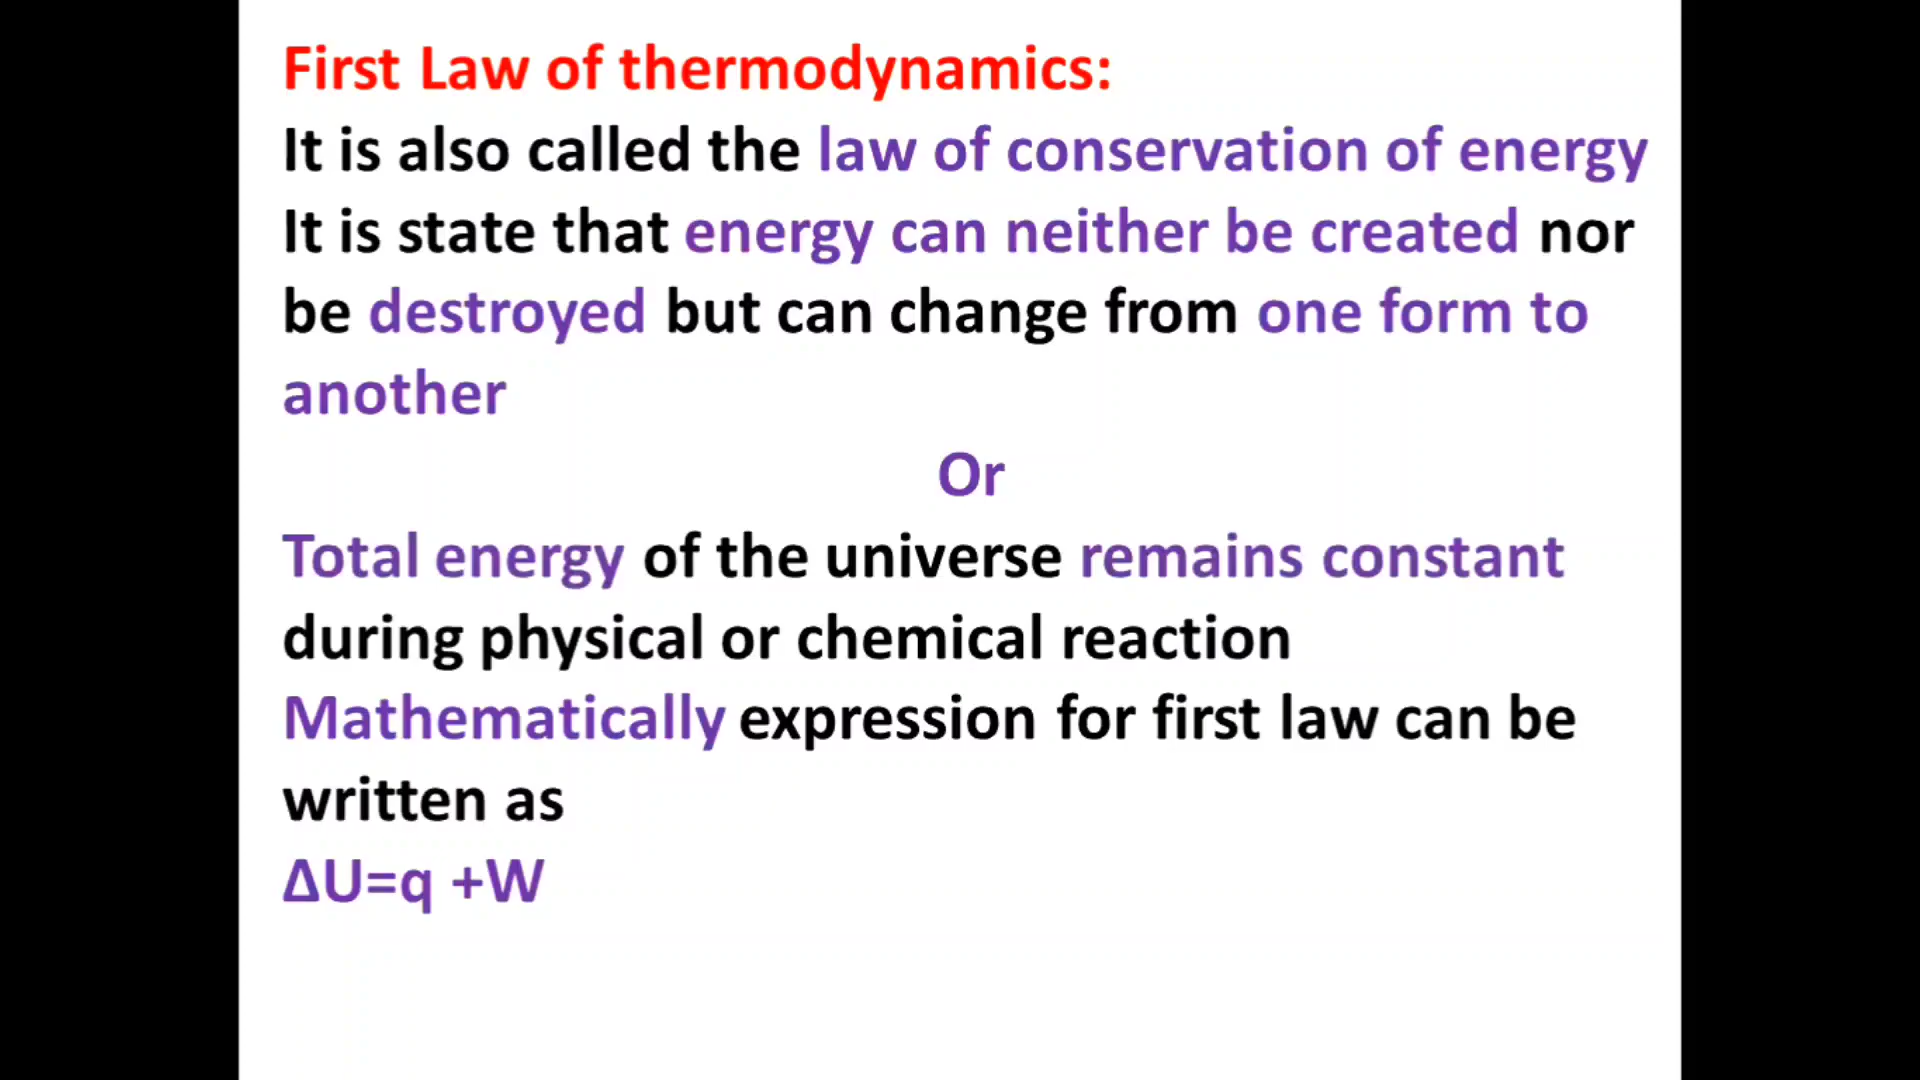 First Law of thermodynamics:
It is also called the law of conservation of energy
It is state that energy can neither be created nor
be destroyed but can change from one form to
another
Or
Total energy of the universe remains constant
during physical or chemical reaction
Mathematically expression for first law can be
written as
ΔU=q +W